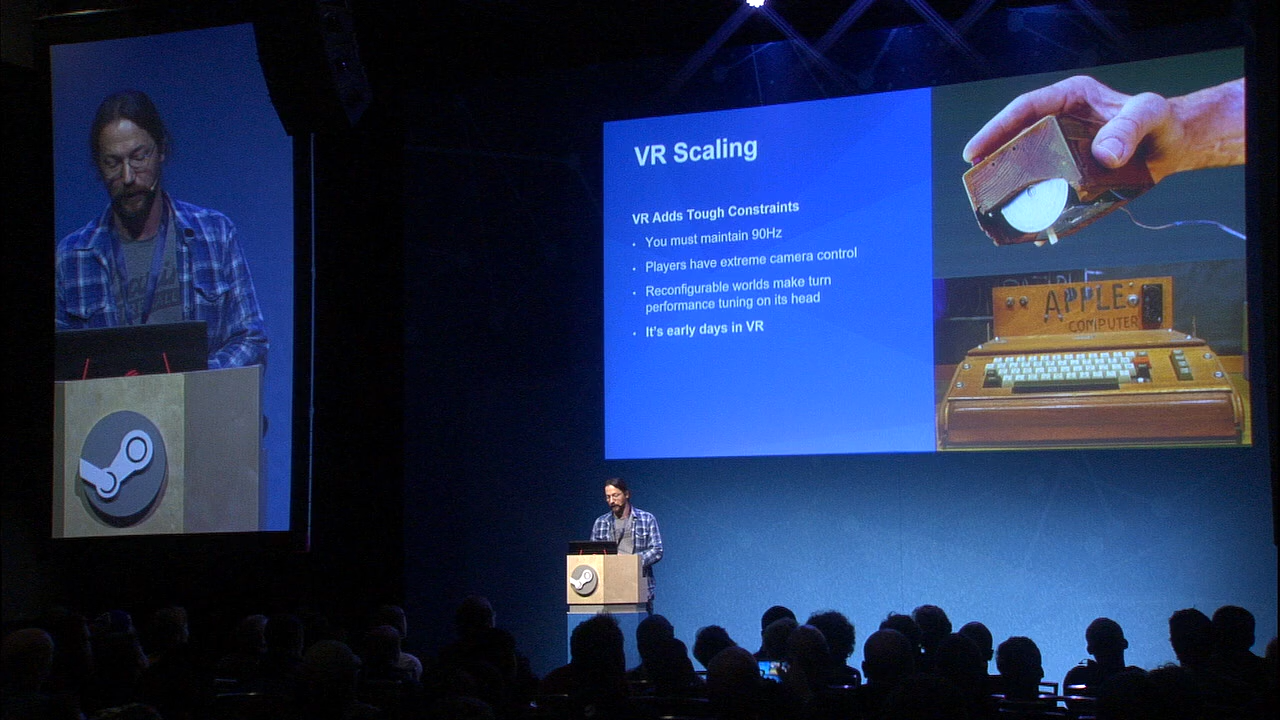 VR Scaling
VR Adds Tough Constraints
• You must maintain 90Hz
• Players have extreme camera control
• Reconfigurable worlds make turn
performance tuning on its head
• It's early days in VR
APPLE
COMPUTER